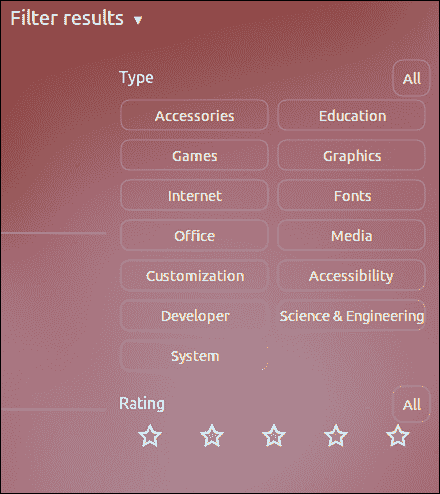 Filter results ▼
Type All
Accessories Education
Games Graphics
Internet Fonts
Office Media
Customization Accessibility
Developer Science & Engineering
System
Rating All